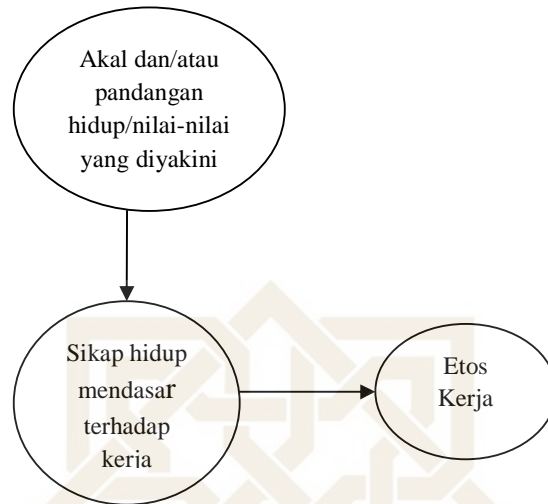 Akal dan/atau
pandangan
hidup/nilai-nilai
yang diyakini
Sikap hidup
mendasar
terhadap
kerja
Etos
Kerja